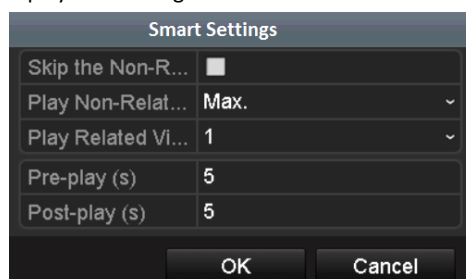 Smart Settings
Skip the Non-R...
Play Non-Relat... Max.
Play Related Vi... 1
Pre-play (s) 5
Post-play (s) 5
OK Cancel